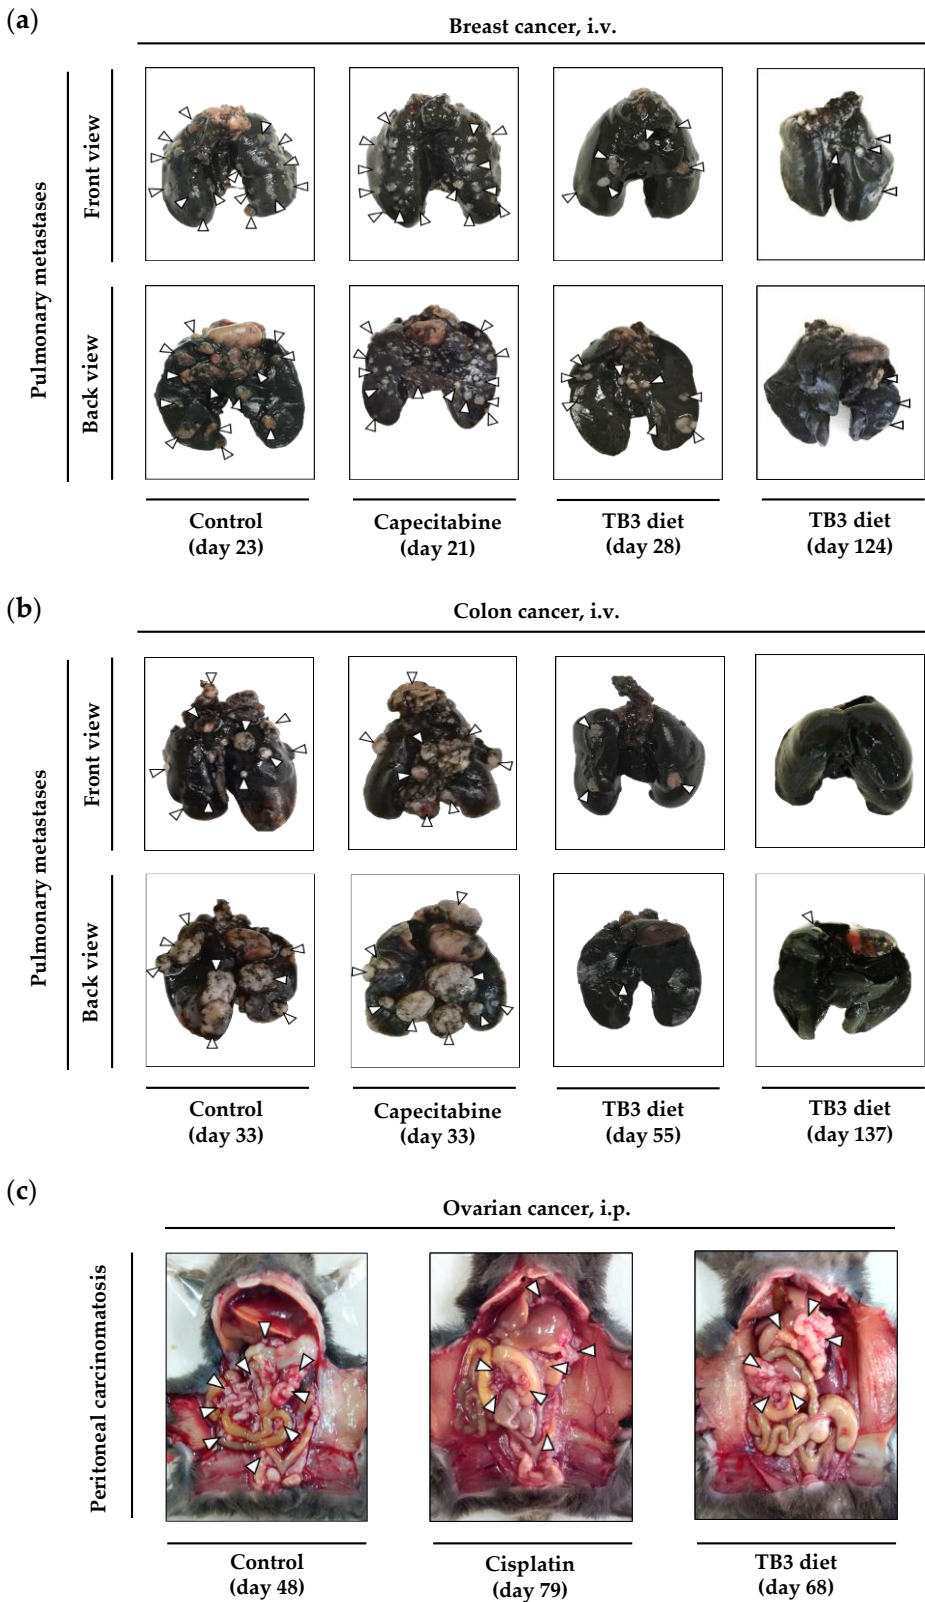 (a)
Breast cancer, i.v.
Pulmonary metastases
Front view
Back view
Control
(day 23)
Capecitabine
(day 21)
TB3 diet
(day 28)
TB3 diet
(day 124)
(b)
Colon cancer, i.v.
Pulmonary metastases
Front view
Back view
Control
(day 33)
Capecitabine
(day 33)
TB3 diet
(day 55)
TB3 diet
(day 137)
(c)
Ovarian cancer, i.p.
Peritoneal carcinomatosis
Control
(day 48)
Cisplatin
(day 79)
TB3 diet
(day 68)